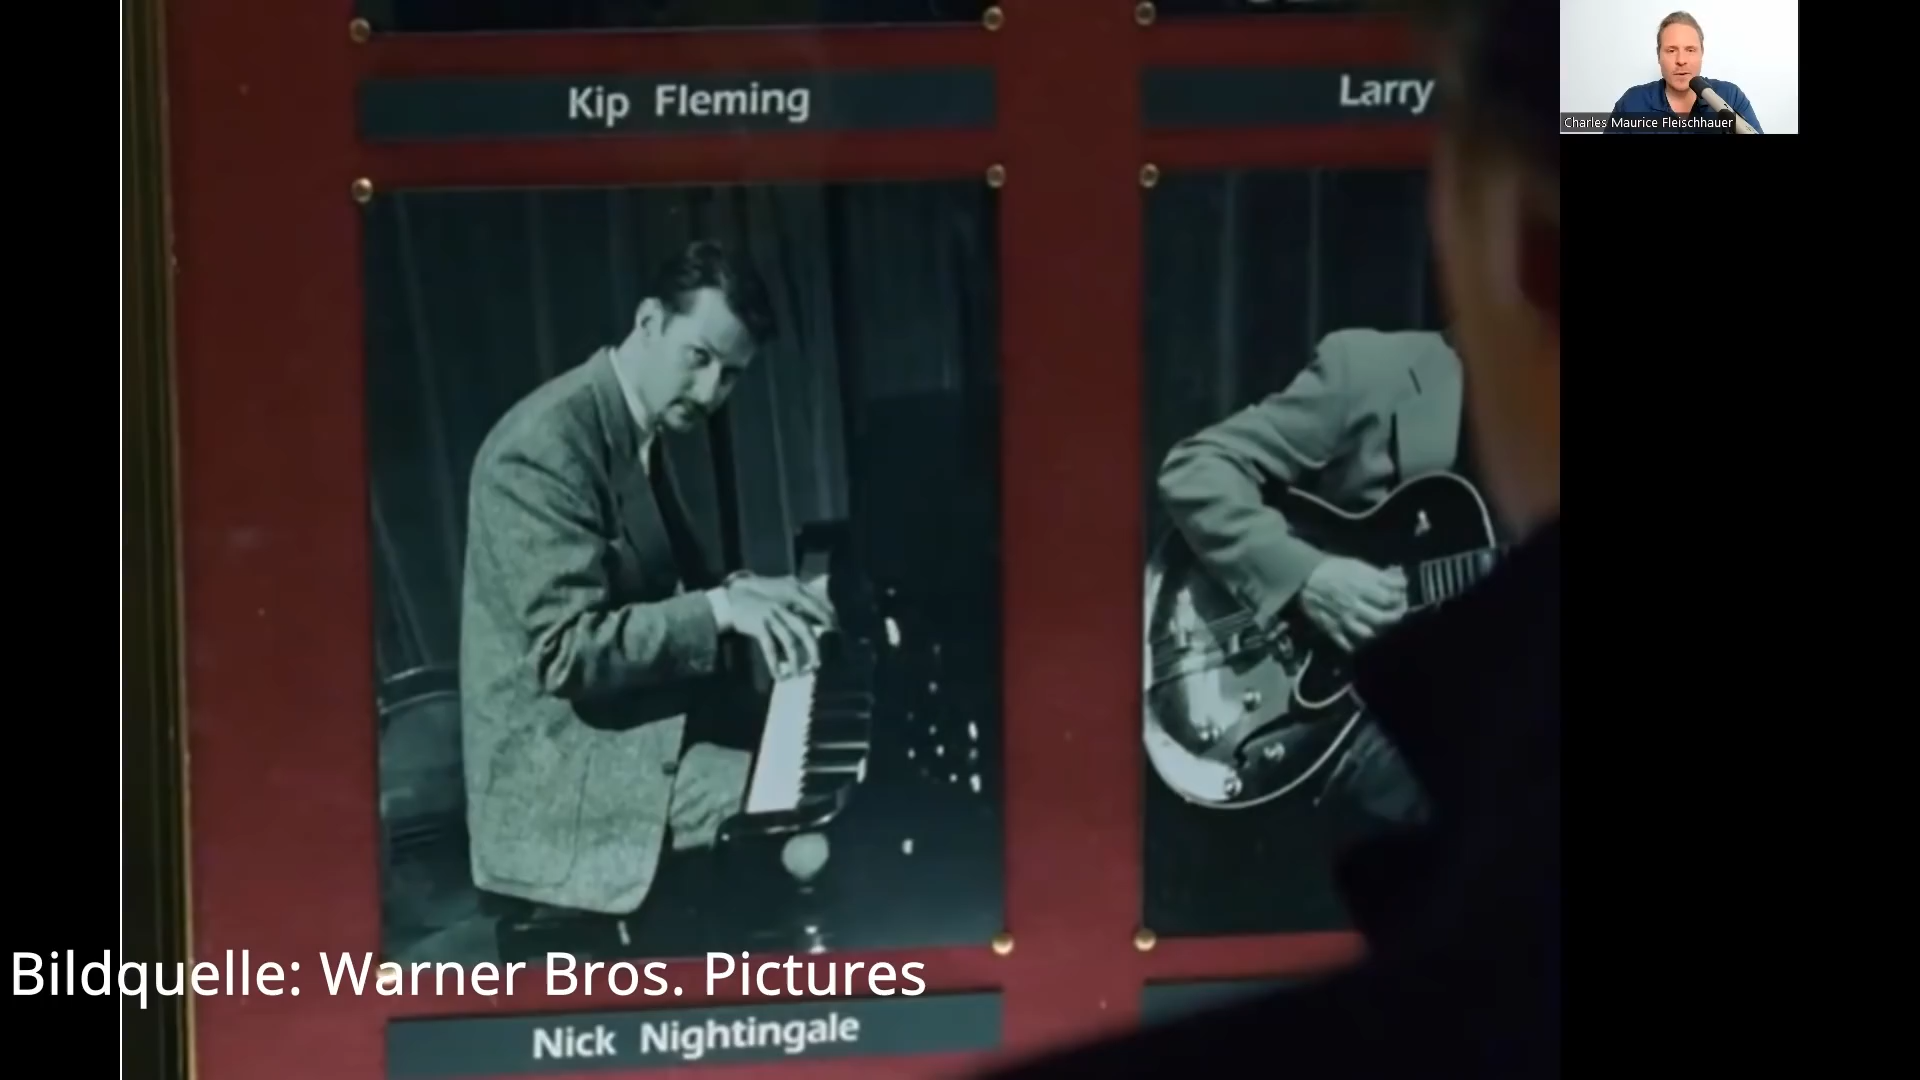 Kip Fleming
Larry
Charles Maurice Fleischhauer
Bildquelle: Warner Bros. Pictures
Nick Nightingale